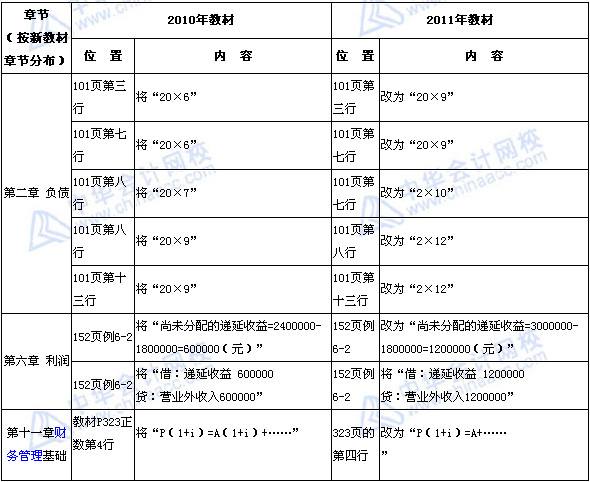 章节
（按新教材
章节分布）
2010年教材
2011年教材
位 置
内 容
位 置
内 容
第二章 负债
101页第三
行
将“20×6”
101页第
三行
改为“20×9”
101页第七
行
将“20×6”
101页第
七行
改为“20×9”
101页第八
行
将“20×7”
101页第
七行
改为“2×10”
101页第八
行
将“20×9”
101页第
八行
改为“2×12”
101页第十
三行
将“20×9”
101页第
十三行
改为“2×12”
第六章 利润
152页例6-2
将“尚未分配的递延收益=2400000-
1800000=600000（元）”
152页例
6-2
改为“尚未分配的递延收益=3000000-
1800000=1200000（元）”
152页例6-2
将“借：递延收益 600000
贷：营业外收入600000”
152页例
6-2
将“借：递延收益 1200000
贷：营业外收入1200000”
第十一章财
务管理基础
教材P323正
数第4行
将“P（1+i）=A（1+i）+……”
323页的
第四行
改为“P（1+i）=A+……
”
中华会计网校
www.chinaacc.com